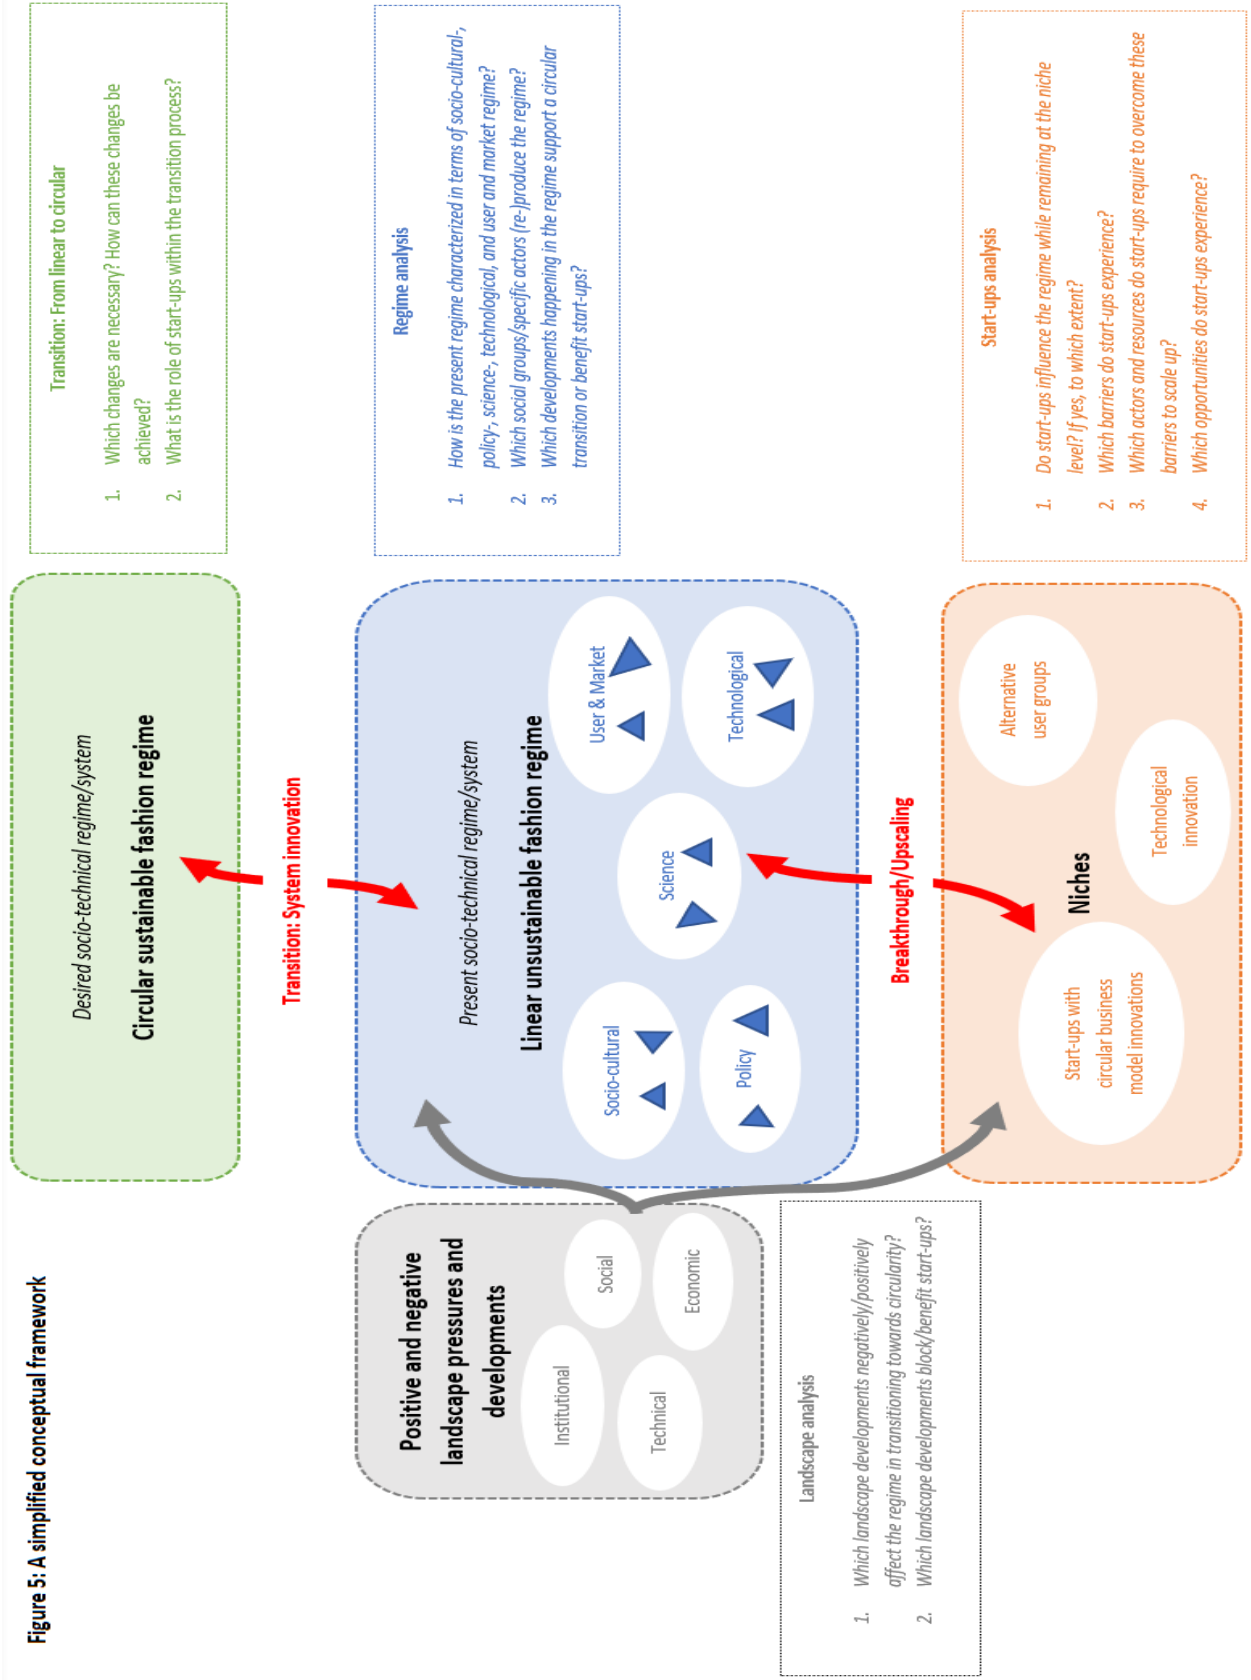 Figure 5: A simplified conceptual framework
Desired socio-technical regime/system
Circular sustainable fashion regime
Transition: From linear to circular
1. Which changes are necessary? How can these changes be
achieved?
2. What is the role of start-ups within the transition process?
Transition: System innovation
Positive and negative
landscape pressures and
developments
Institutional
Social
Technical
Economic
Present socio-technical regime/system
Linear unsustainable fashion regime
Socio-cultural
Policy
Science
User & Market
Technological
Regime analysis
1. How is the present regime characterized in terms of socio-cultural-,
policy-, science-, technological, and user and market regime?
2. Which social groups/specific actors (re-)produce the regime?
3. Which developments happening in the regime support a circular
transition or benefit start-ups?
Landscape analysis
1. Which landscape developments negatively/positively
affect the regime in transitioning towards circularity?
2. Which landscape developments block/benefit start-ups?
Breakthrough/Upscaling
Niches
Start-ups with
circular business
model innovations
Technological
innovation
Alternative
user groups
Start-ups analysis
1. Do start-ups influence the regime while remaining at the niche
level? If yes, to which extent?
2. Which barriers do start-ups experience?
3. Which actors and resources do start-ups require to overcome these
barriers to scale up?
4. Which opportunities do start-ups experience?